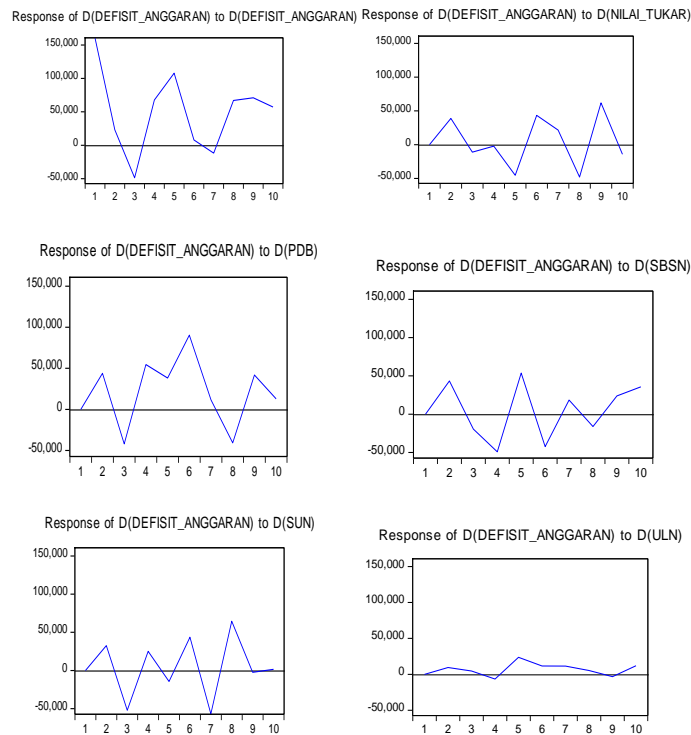 Response of D(DEFISIT_ANGGARAN) to D(DEFISIT_ANGGARAN)
150,000
100,000
50,000
0
-50,000
1 2 3 4 5 6 7 8 9 10
Response of D(DEFISIT_ANGGARAN) to D(NILAI_TUKAR)
150,000
100,000
50,000
0
-50,000
1 2 3 4 5 6 7 8 9 10
Response of D(DEFISIT_ANGGARAN) to D(PDB)
150,000
100,000
50,000
0
-50,000
1 2 3 4 5 6 7 8 9 10
Response of D(DEFISIT_ANGGARAN) to D(SBSN)
150,000
100,000
50,000
0
-50,000
1 2 3 4 5 6 7 8 9 10
Response of D(DEFISIT_ANGGARAN) to D(SUN)
150,000
100,000
50,000
0
-50,000
1 2 3 4 5 6 7 8 9 10
Response of D(DEFISIT_ANGGARAN) to D(ULN)
150,000
100,000
50,000
0
-50,000
1 2 3 4 5 6 7 8 9 10